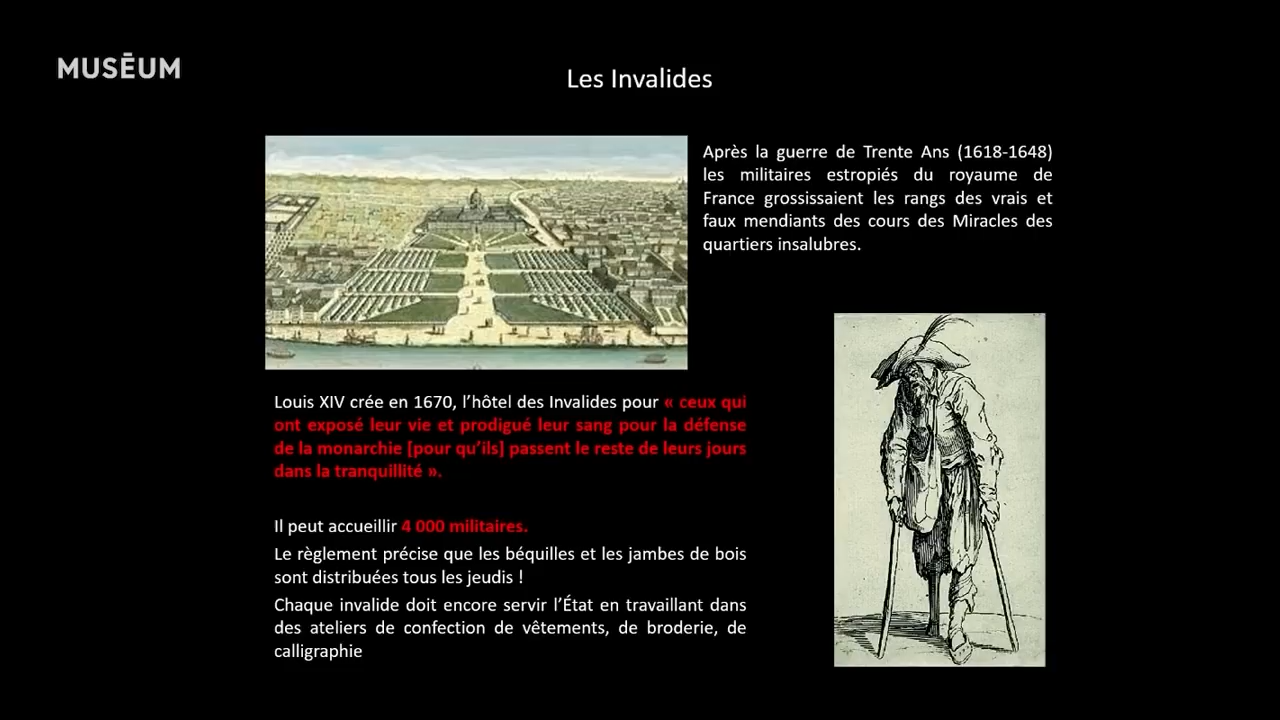 MUSĒUM
Les Invalides
Après la guerre de Trente Ans (1618-1648)
les militaires estropiés du royaume de
France grossissaient les rangs des vrais et
faux mendiants des cours des Miracles des
quartiers insalubres.
Louis XIV crée en 1670, l’hôtel des Invalides pour « ceux qui
ont exposé leur vie et prodigué leur sang pour la défense
de la monarchie [pour qu’ils] passent le reste de leurs jours
dans la tranquillité ».
Il peut accueillir 4 000 militaires.
Le règlement précise que les béquilles et les jambes de bois
sont distribuées tous les jeudis !
Chaque invalide doit encore servir l’État en travaillant dans
des ateliers de confection de vêtements, de broderie, de
calligraphie